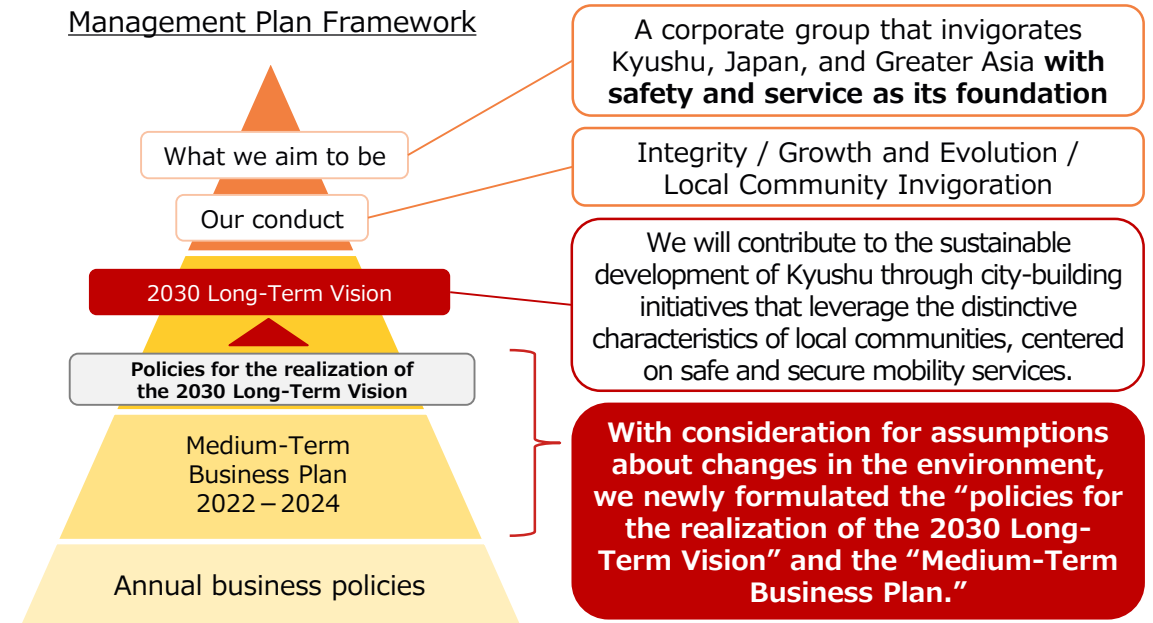 Management Plan Framework
What we aim to be
Our conduct
2030 Long-Term Vision
Policies for the realization of
the 2030 Long-Term Vision
Medium-Term
Business Plan
2022－2024
Annual business policies
A corporate group that invigorates
Kyushu, Japan, and Greater Asia with
safety and service as its foundation
Integrity / Growth and Evolution /
Local Community Invigoration
We will contribute to the sustainable
development of Kyushu through city-building
initiatives that leverage the distinctive
characteristics of local communities, centered
on safe and secure mobility services.
With consideration for assumptions
about changes in the environment,
we newly formulated the “policies for
the realization of the 2030 Long-
Term Vision” and the “Medium-Term
Business Plan.”